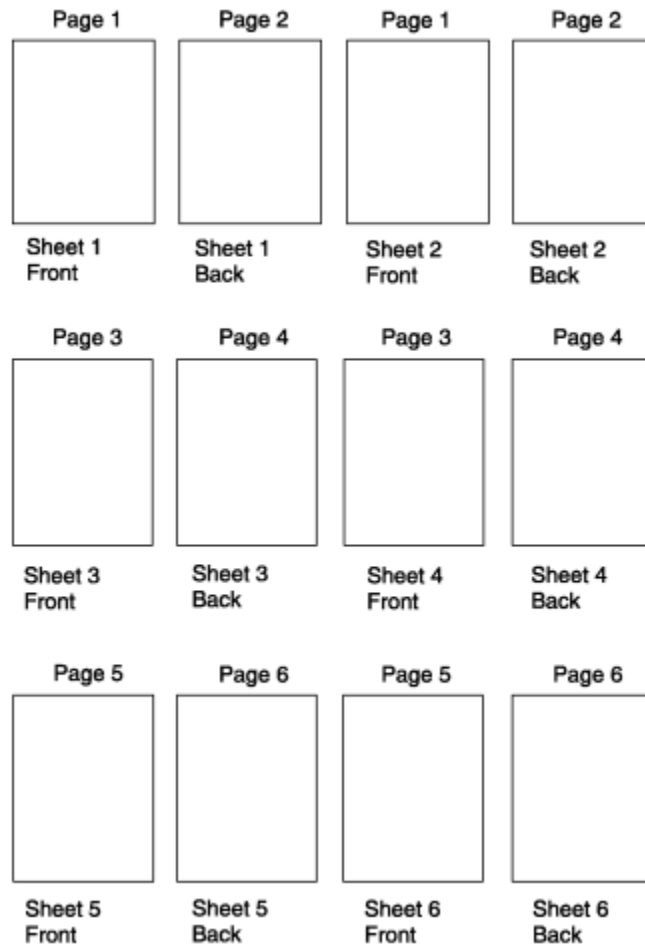 Page 1 Page 2 Page 1 Page 2
Sheet 1 Sheet 1 Sheet 2 Sheet 2
Front Back Front Back
Page 3 Page 4 Page 3 Page 4
Sheet 3 Sheet 3 Sheet 4 Sheet 4
Front Back Front Back
Page 5 Page 6 Page 5 Page 6
Sheet 5 Sheet 5 Sheet 6 Sheet 6
Front Back Front Back